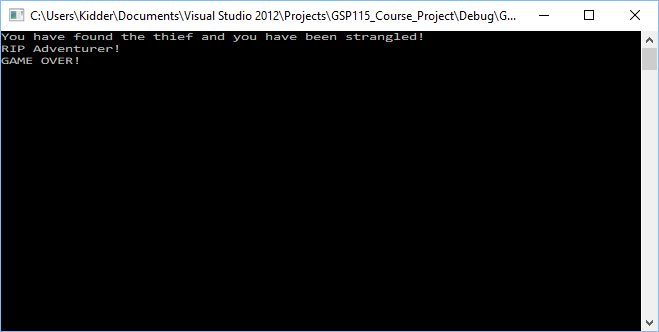 C:\Users\Kidder\Documents\Visual Studio 2012\Projects\GSP115_Course_Project\Debug\G...
You have found the thief and you have been strangled!
RIP Adventurer!
GAME OVER!